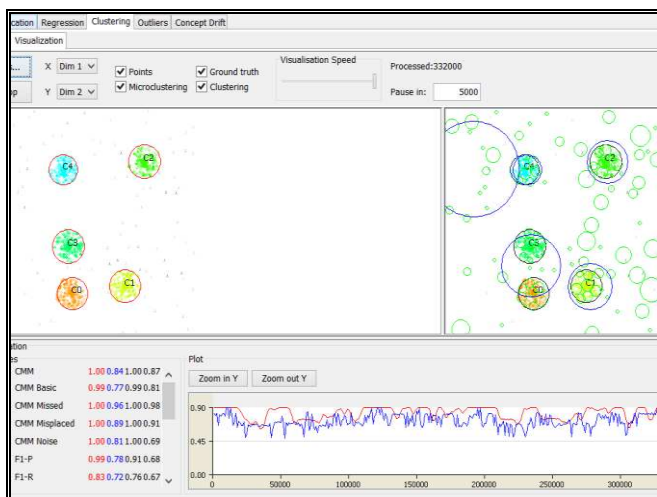 cation Regression Clustering Outliers Concept Drift
Visualization
s... X Dim 1 Points Ground truth Visualisation Speed Processed:332000
op Y Dim 2 Microclustering Clustering Pause in: 5000
C4 C2 C3 C0 C1
C4 C2 C3 C0 C1
ation
es Plot
CMM 1.00 0.84 1.00 0.87 Zoom in Y Zoom out Y
CMM Basic 0.99 0.77 0.99 0.81
CMM Missed 1.00 0.96 1.00 0.98 0.90
CMM Misplaced 1.00 0.89 1.00 0.91 0.45
CMM Noise 1.00 0.81 1.00 0.69
F1-P 0.99 0.78 0.91 0.68 0.00
F1-R 0.83 0.72 0.76 0.67 0 50000 100000 150000 200000 250000 300000